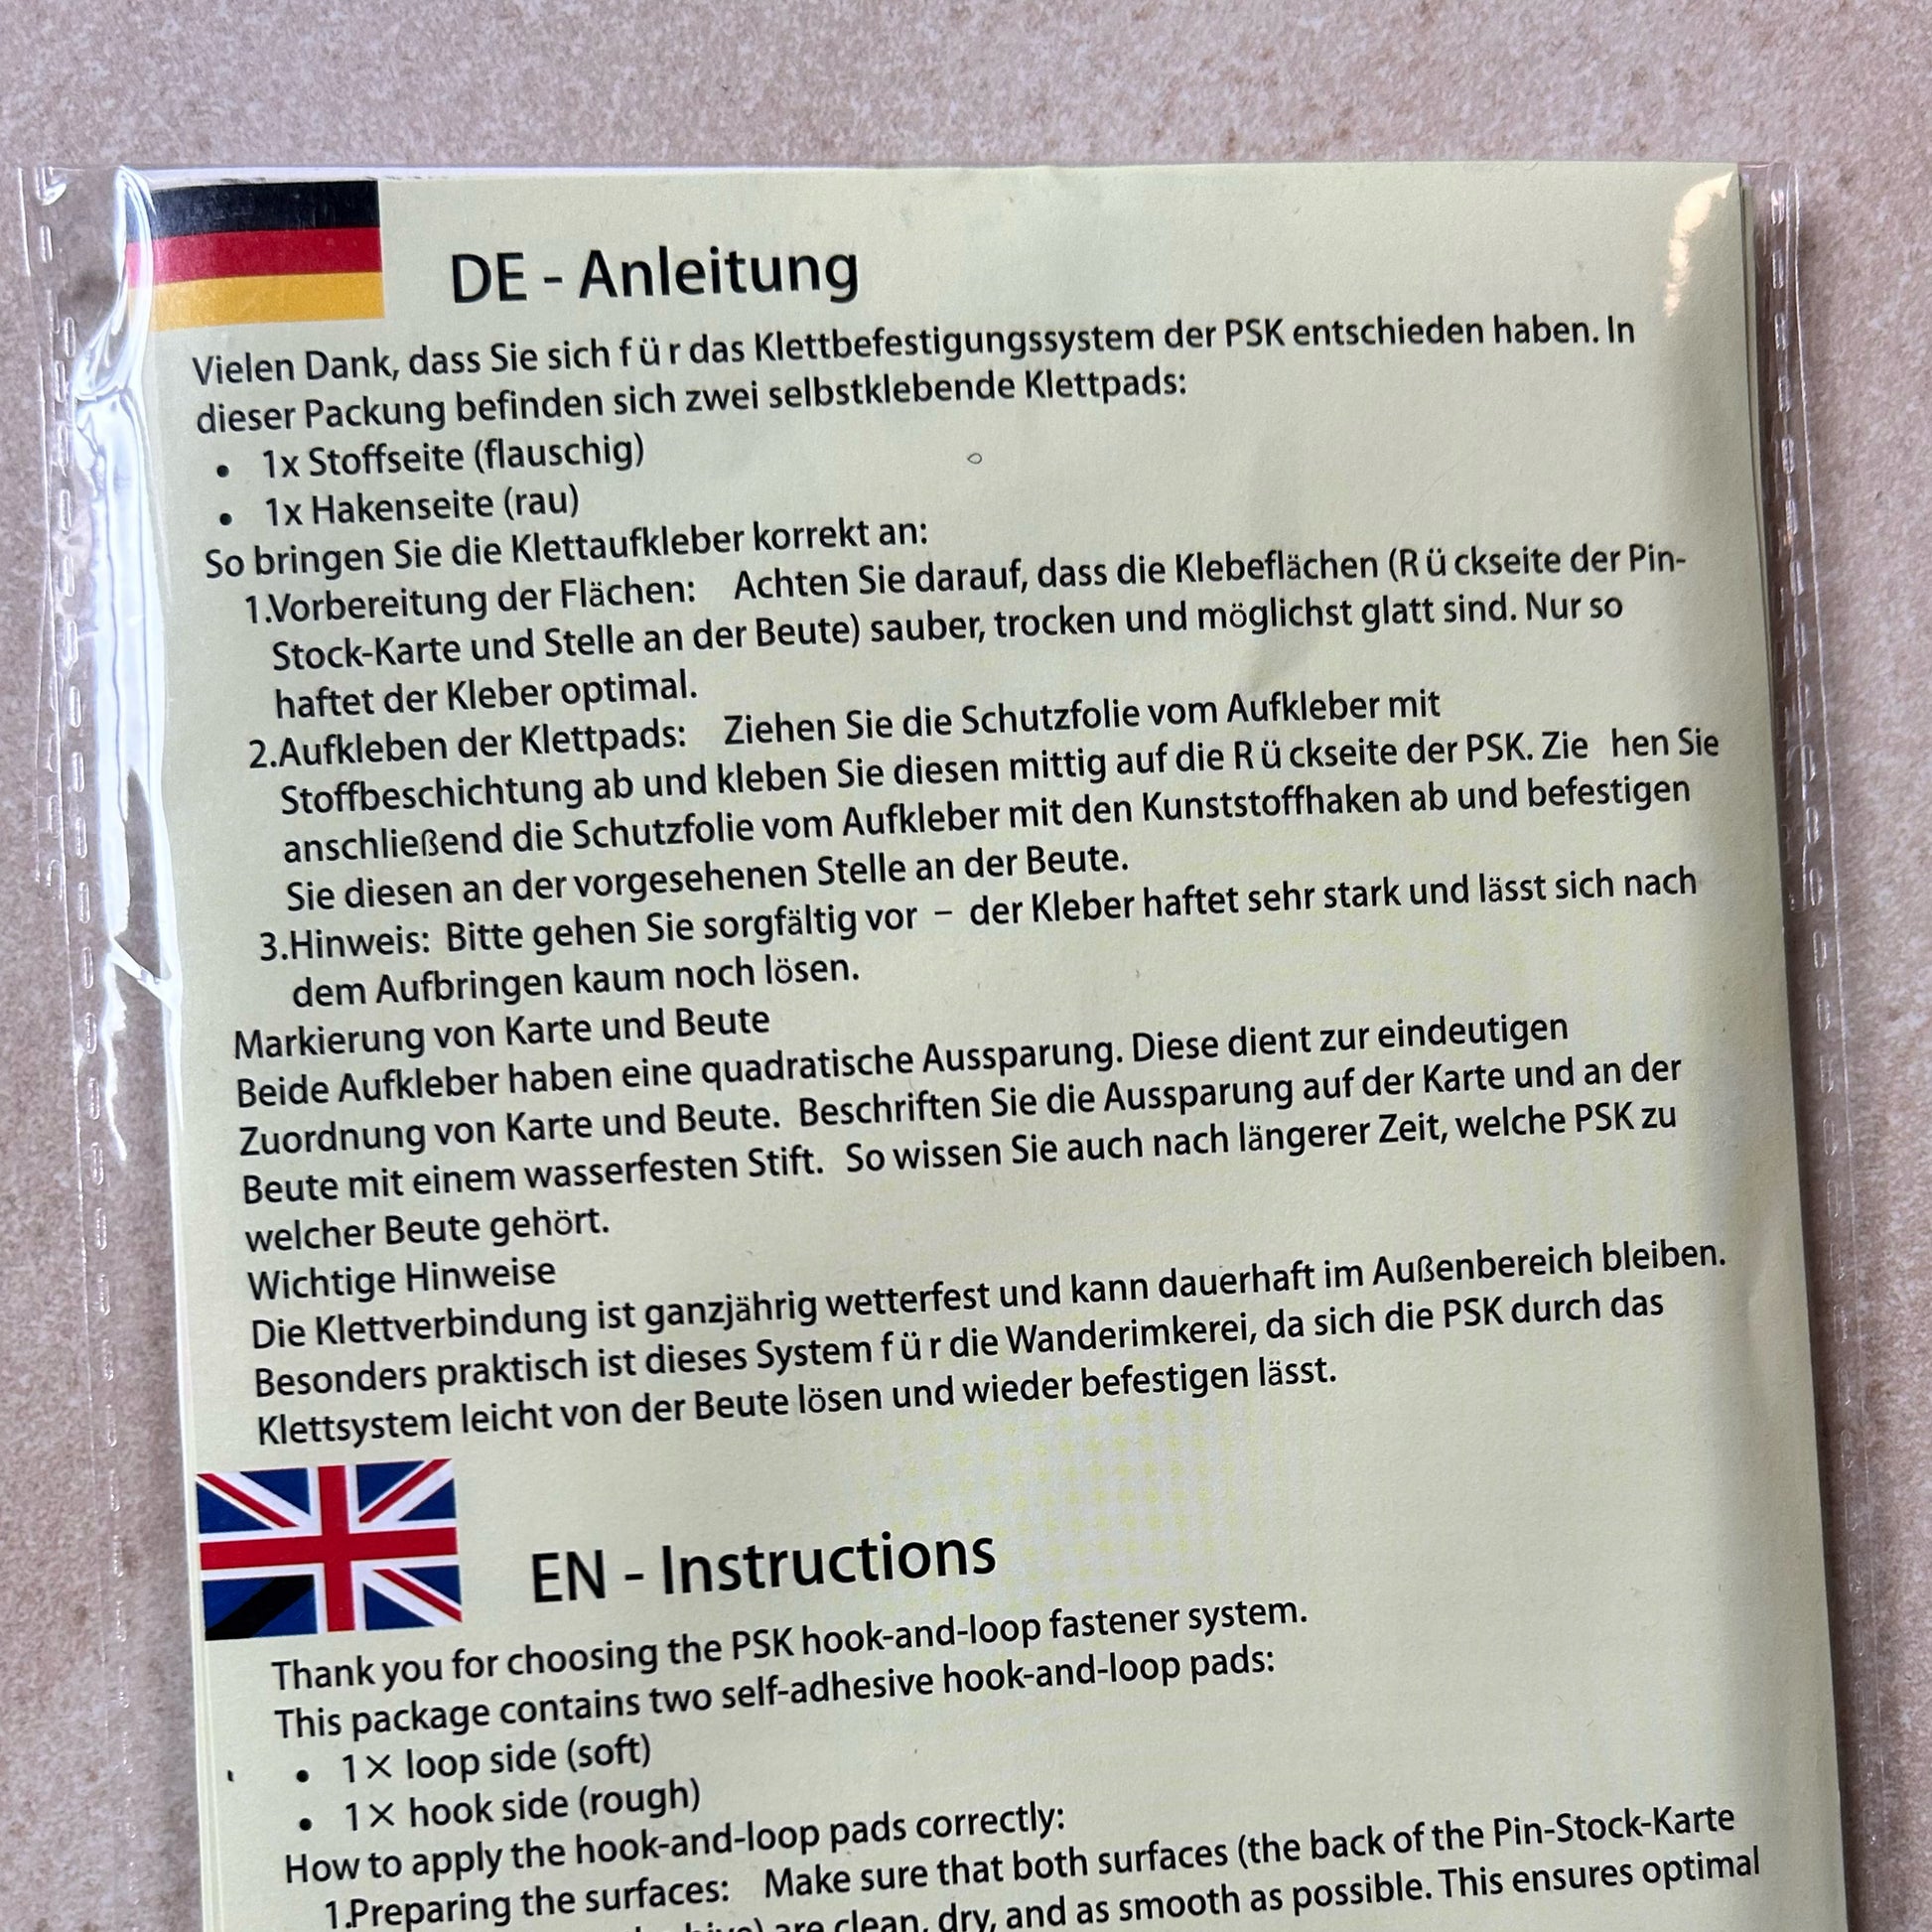 DE - Anleitung
Vielen Dank, dass Sie sich f ü r das Klettbefestigungssystem der PSK entschieden haben. In
dieser Packung befinden sich zwei selbstklebende Klettpads:
• 1x Stoffseite (flauschig)
• 1x Hakenseite (rau)
So bringen Sie die Klettaufkleber korrekt an:
1.Vorbereitung der Flächen: Achten Sie darauf, dass die Klebeflächen (R ü ckseite der Pin-
Stock-Karte und Stelle an der Beute) sauber, trocken und möglichst glatt sind. Nur so
haftet der Kleber optimal.
2.Aufkleben der Klettpads: Ziehen Sie die Schutzfolie vom Aufkleber mit
Stoffbeschichtung ab und kleben Sie diesen mittig auf die R ü ckseite der PSK. Zie hen Sie
anschließend die Schutzfolie vom Aufkleber mit den Kunststoffhaken ab und befestigen
Sie diesen an der vorgesehenen Stelle an der Beute.
3.Hinweis: Bitte gehen Sie sorgfältig vor – der Kleber haftet sehr stark und lässt sich nach
dem Aufbringen kaum noch lösen.
Markierung von Karte und Beute
Beide Aufkleber haben eine quadratische Aussparung. Diese dient zur eindeutigen
Zuordnung von Karte und Beute. Beschriften Sie die Aussparung auf der Karte und an der
Beute mit einem wasserfesten Stift. So wissen Sie auch nach längerer Zeit, welche PSK zu
welcher Beute gehört.
Wichtige Hinweise
Die Klettverbindung ist ganzjährig wetterfest und kann dauerhaft im Außenbereich bleiben.
Besonders praktisch ist dieses System f ü r die Wanderimkerei, da sich die PSK durch das
Klettsystem leicht von der Beute lösen und wieder befestigen lässt.
EN - Instructions
Thank you for choosing the PSK hook-and-loop fastener system.
This package contains two self-adhesive hook-and-loop pads:
• 1× loop side (soft)
• 1× hook side (rough)
How to apply the hook-and-loop pads correctly:
1.Preparing the surfaces: Make sure that both surfaces (the back of the Pin-Stock-Karte
are clean, dry, and as smooth as possible. This ensures optimal